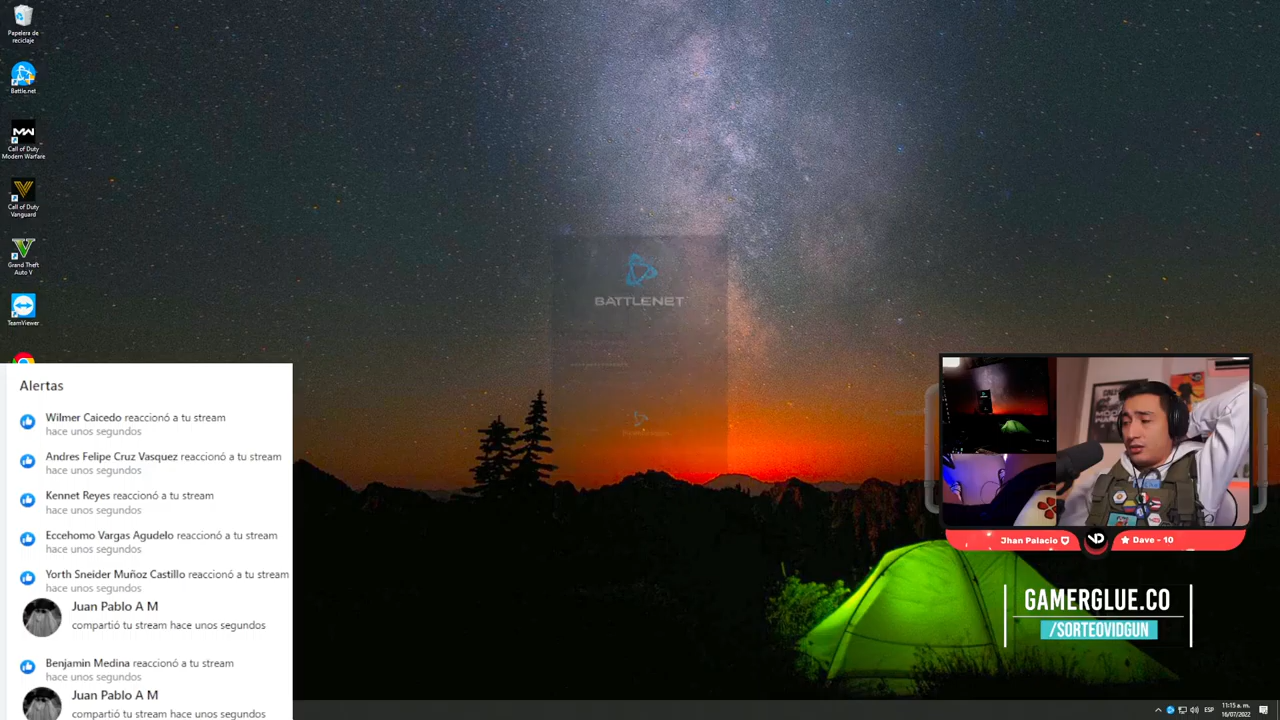 Papelera de
reciclaje
Battle.net
Call of Duty
Modern Warfare
Call of Duty
Vanguard
Grand Theft
Auto V
TeamViewer
BATTLENET
Alertas
Wilmer Caicedo reaccionó a tu stream
hace unos segundos
Andres Felipe Cruz Vasquez reaccionó a tu stream
hace unos segundos
Kennet Reyes reaccionó a tu stream
hace unos segundos
Eccehomo Vargas Agudelo reaccionó a tu stream
hace unos segundos
Yorth Sneider Muñoz Castillo reaccionó a tu stream
hace unos segundos
Juan Pablo A M
compartió tu stream hace unos segundos
Benjamin Medina reaccionó a tu stream
hace unos segundos
Juan Pablo A M
compartió tu stream hace unos segundos
Jhan Palacio
Dave - 10
GAMERGLUE.CO
/SORTEOVIDGUN
ESP
11:15 a. m.
16/07/2022